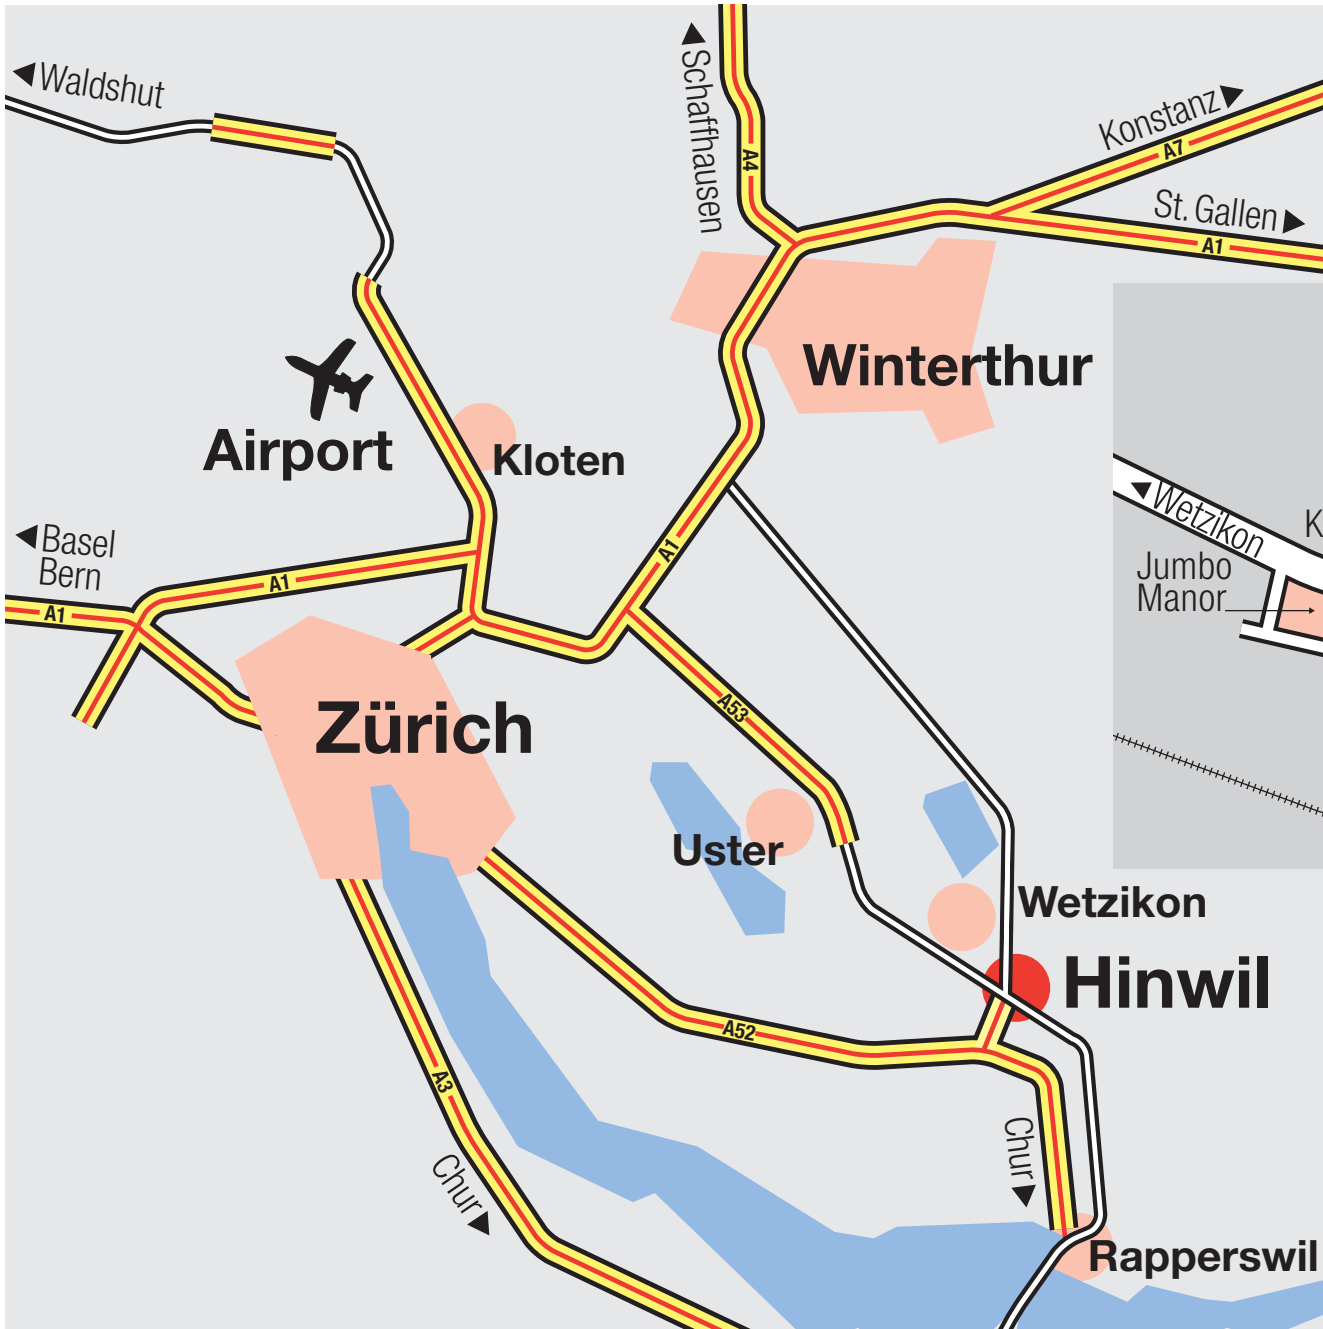 Waldshut
Schaffhausen
A4
Konstanz
A7
St. Gallen
A1
Winterthur
Airport
Kloten
Basel
Bern
A1
A1
A1
Wetzikon
K
Jumbo
Manor
Zürich
A53
Uster
Wetzikon
Hinwil
A52
A3
Chur
Chur
Rapperswil